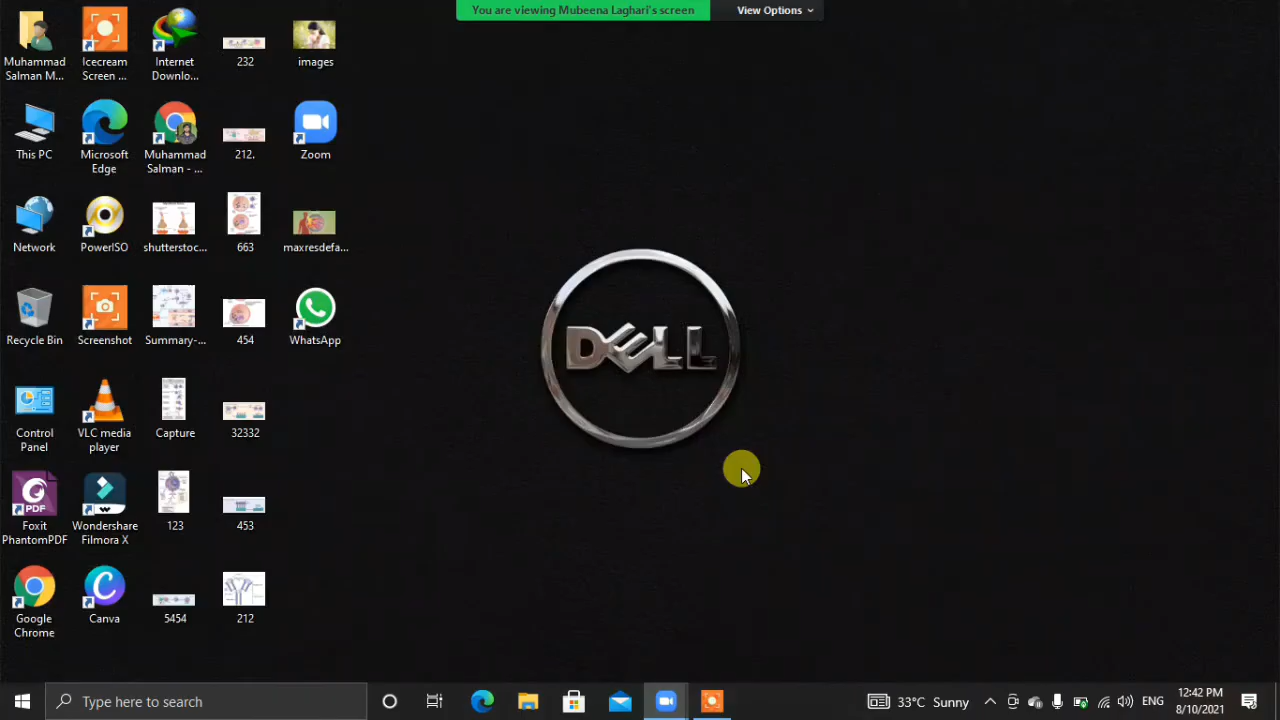 You are viewing Mubeena Laghari's screen
View Options
Muhammad
Salman M...
Icecream
Screen ...
Internet
Downlo...
232
images
This PC
Microsoft
Edge
Muhammad
Salman - ...
212.
Zoom
Network
PowerISO
shutterstoc...
663
maxresdefa...
Recycle Bin
Screenshot
Summary-...
454
WhatsApp
Control
Panel
VLC media
player
Capture
32332
Foxit
PhantomPDF
Wondershare
Filmora X
123
453
Google
Chrome
Canva
5454
212
DELL
PDF
Type here to search
33°C Sunny
ENG
12:42 PM
8/10/2021